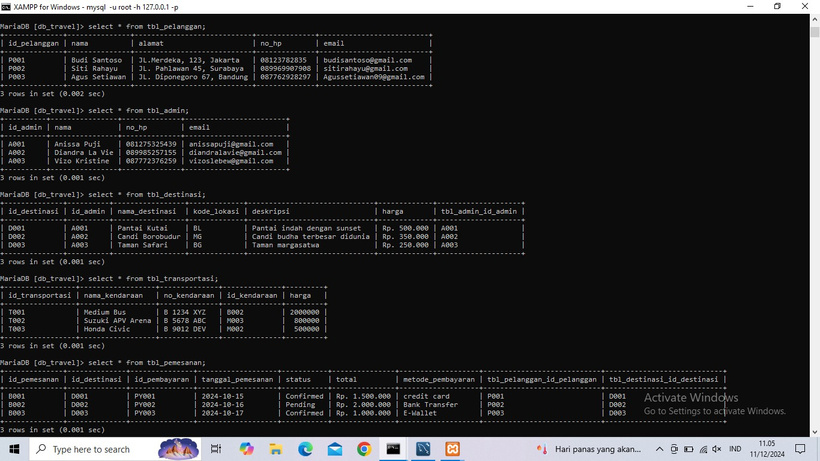 XAMPP for Windows - mysql -u root -h 127.0.0.1 -p
MariaDB [db_travel]> select * from tbl_pelanggan;
| id_pelanggan | nama | alamat | no_hp | email |
| P001 | Budi Santoso | JL.Merdeka, 123, Jakarta | 08123782835 | budisantoso@gmail.com |
| P002 | Siti Rahayu | JL. Pahlawan 45, Surabaya | 089969907908 | sitirahayu@gmail.com |
| P003 | Agus Setiawan | JL. Diponegoro 67, Bandung | 087762928297 | Agussetiawan09@gmail.com |
3 rows in set (0.002 sec)
MariaDB [db_travel]> select * from tbl_admin;
| id_admin | nama | no_hp | email |
| A001 | Anissa Puji | 081275325439 | anissapuji@gmail.com |
| A002 | Diandra La Vie | 089985257155 | diandralavie@gmail.com |
| A003 | Vizo Kristine | 087772376259 | vizoslebew@gmail.com |
3 rows in set (0.001 sec)
MariaDB [db_travel]> select * from tbl_destinasi;
| id_destinasi | id_admin | nama_destinasi | kode_lokasi | deskripsi | harga | tbl_admin_id_admin |
| D001 | A001 | Pantai Kutai | BL | Pantai indah dengan sunset | Rp. 500.000 | A001 |
| D002 | A002 | Candi Borobudur | MG | Candi budha terbesar didunia | Rp. 350.000 | A002 |
| D003 | A003 | Taman Safari | BG | Taman margasatwa | Rp. 250.000 | A003 |
3 rows in set (0.001 sec)
MariaDB [db_travel]> select * from tbl_transportasi;
| id_transportasi | nama_kendaraan | no_kendaraan | id_kendaraan | harga |
| T001 | Medium Bus | B 1234 XYZ | B002 | 2000000 |
| T002 | Suzuki APV Arena | B 5678 ABC | M003 | 800000 |
| T003 | Honda Civic | B 9012 DEV | M002 | 500000 |
3 rows in set (0.001 sec)
MariaDB [db_travel]> select * from tbl_pemesanan;
| id_pemesanan | id_destinasi | id_pembayaran | tanggal_pemesanan | status | total | metode_pembayaran | tbl_pelanggan_id_pelanggan | tbl_destinasi_id_destinasi |
| B001 | D001 | PY001 | 2024-10-15 | Confirmed | Rp. 1.500.000 | credit card | P001 | D001 |
| B002 | D002 | PY002 | 2024-10-16 | Pending | Rp. 2.000.000 | Bank Transfer | P002 | D002 |
| B003 | D003 | PY003 | 2024-10-17 | Confirmed | Rp. 1.000.000 | E-Wallet | P003 | D003 |
3 rows in set (0.001 sec)
Activate Windows
Go to Settings to activate Windows.
Type here to search
Hari panas yang akan...
IND
11.05
11/12/2024